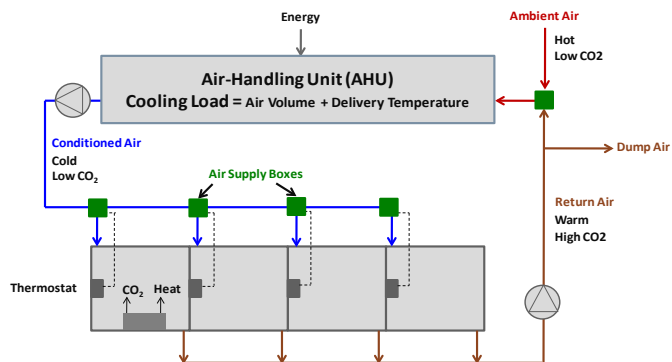 Ambient Air
Energy
Hot
Low CO2
Air-Handling Unit (AHU)
Cooling Load = Air Volume + Delivery Temperature
Conditioned Air
Cold
Low CO₂
Dump Air
Air Supply Boxes
Return Air
Warm
High CO2
Thermostat
CO₂
Heat